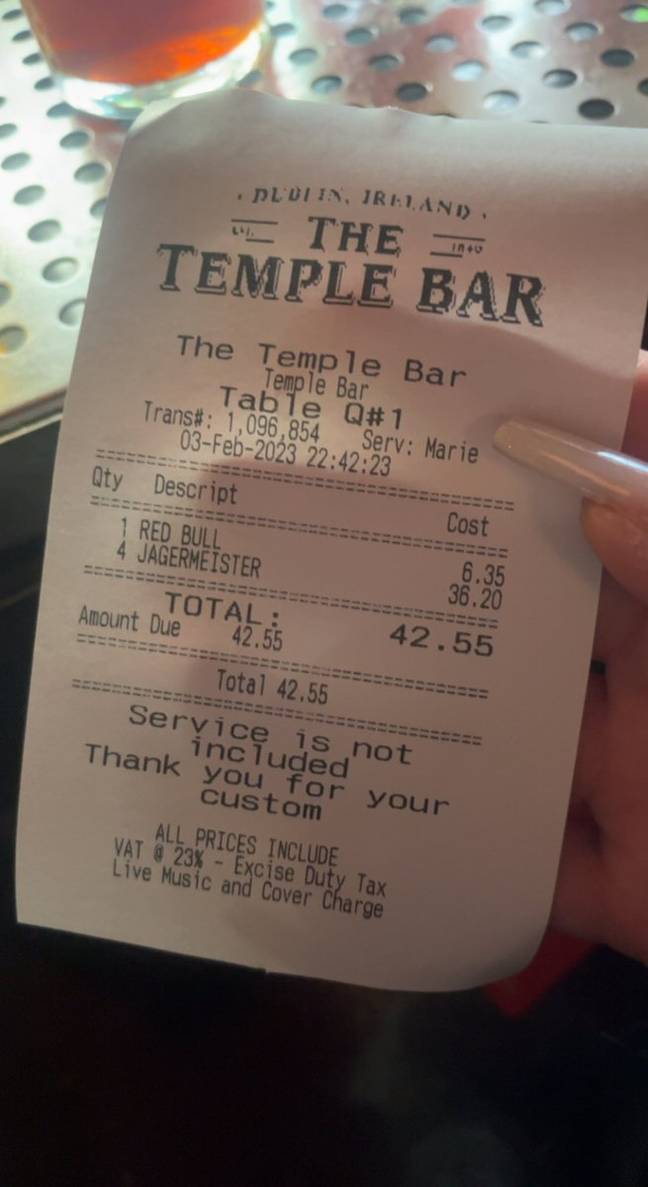 DUBLIN, IRELAND
THE
TEMPLE BAR
The Temple Bar
Temple Bar
Table Q#1
Trans#: 1,096,854 Serv: Marie
03-Feb-2023 22:42:23
Qty Descript Cost
1 RED BULL 6.35
4 JAGERMEISTER 36.20
TOTAL: 42.55
Amount Due 42.55
Total 42.55
Service is not
included
Thank you for your
custom
ALL PRICES INCLUDE
VAT @ 23% - Excise Duty Tax
Live Music and Cover Charge